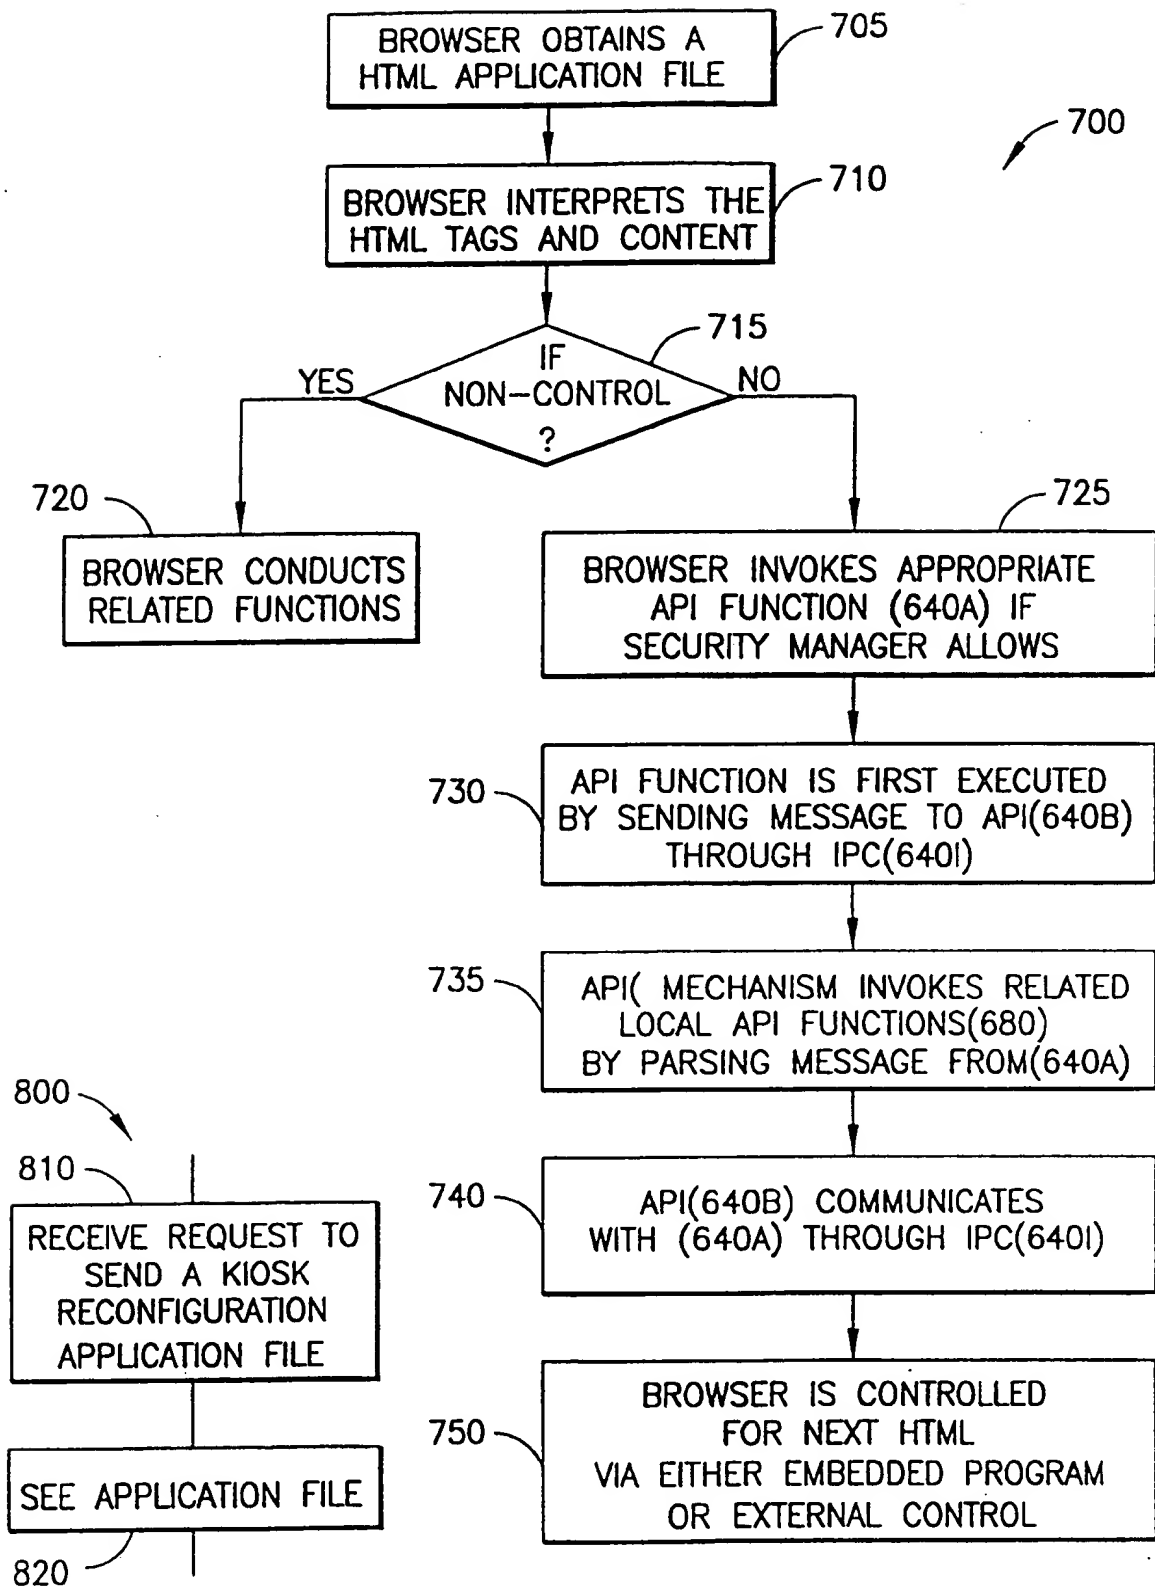 BROWSER OBTAINS A
HTML APPLICATION FILE
705
700
BROWSER INTERPRETS THE
HTML TAGS AND CONTENT
710
715
IF
NON-CONTROL
?
YES
NO
720
BROWSER CONDUCTS
RELATED FUNCTIONS
725
BROWSER INVOKES APPROPRIATE
API FUNCTION (640A) IF
SECURITY MANAGER ALLOWS
730
API FUNCTION IS FIRST EXECUTED
BY SENDING MESSAGE TO API(640B)
THROUGH IPC(640I)
735
API( MECHANISM INVOKES RELATED
LOCAL API FUNCTIONS(680)
BY PARSING MESSAGE FROM(640A)
740
API(640B) COMMUNICATES
WITH (640A) THROUGH IPC(640I)
750
BROWSER IS CONTROLLED
FOR NEXT HTML
VIA EITHER EMBEDDED PROGRAM
OR EXTERNAL CONTROL
800
810
RECEIVE REQUEST TO
SEND A KIOSK
RECONFIGURATION
APPLICATION FILE
SEE APPLICATION FILE
820